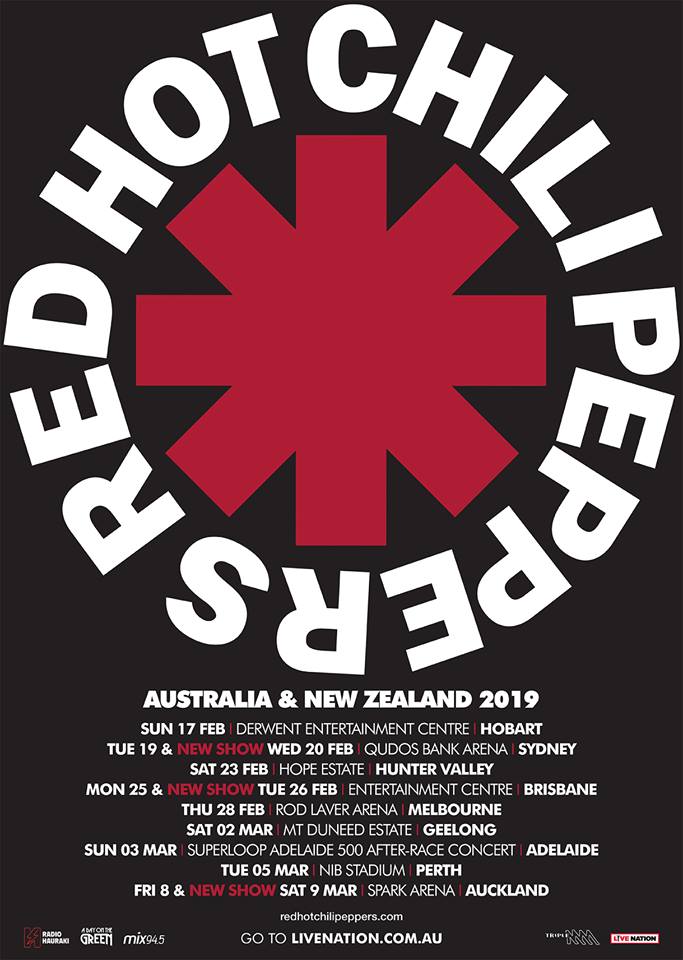 RED HOT CHILI PEPPERS
AUSTRALIA & NEW ZEALAND 2019
SUN 17 FEB | DERWENT ENTERTAINMENT CENTRE | HOBART
TUE 19 & NEW SHOW WED 20 FEB | QUDOS BANK ARENA | SYDNEY
SAT 23 FEB | HOPE ESTATE | HUNTER VALLEY
MON 25 & NEW SHOW TUE 26 FEB | ENTERTAINMENT CENTRE | BRISBANE
THU 28 FEB | ROD LAVER ARENA | MELBOURNE
SAT 02 MAR | MT DUNEED ESTATE | GEELONG
SUN 03 MAR | SUPERLOOP ADELAIDE 500 AFTER-RACE CONCERT | ADELAIDE
TUE 05 MAR | NIB STADIUM | PERTH
FRI 8 & NEW SHOW SAT 9 MAR | SPARK ARENA | AUCKLAND
redhotchilipeppers.com
RADIO HAURAKI
A DAY ON THE GREEN
mix94.5
GO TO LIVENATION.COM.AU
TRIPLE MMM
LIVE NATION